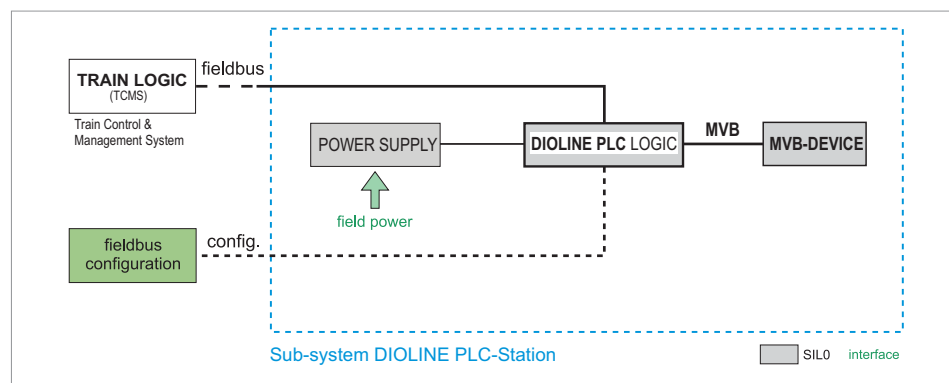 TRAIN LOGIC
(TCMS)
Train Control &
Management System
fieldbus
POWER SUPPLY
field power
DIOLINE PLC LOGIC
MVB
MVB-DEVICE
fieldbus
configuration
config.
Sub-system DIOLINE PLC-Station
SIL0
interface